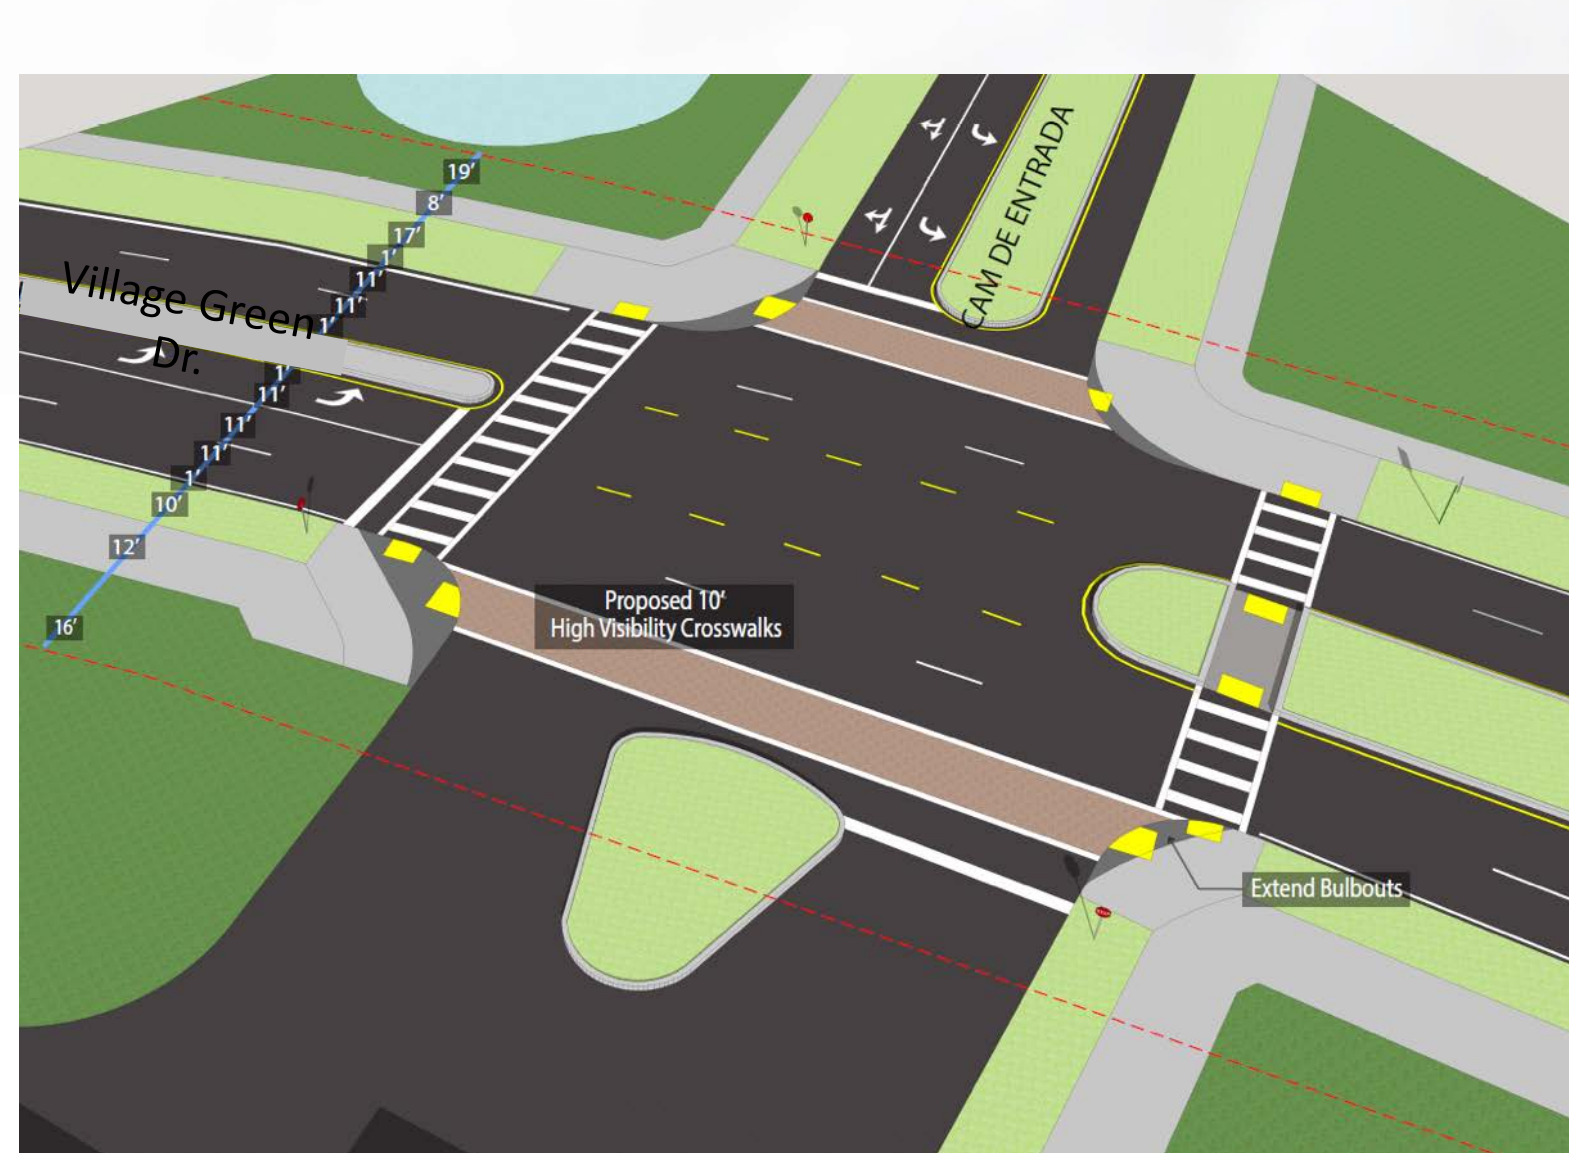 19'
8'
17'
1'
11'
11'
1'
Village Green
Dr.
1'
11'
11'
11'
1'
10'
12'
16'
CAM DE ENTRADA
Proposed 10'
High Visibility Crosswalks
Extend Bulbouts